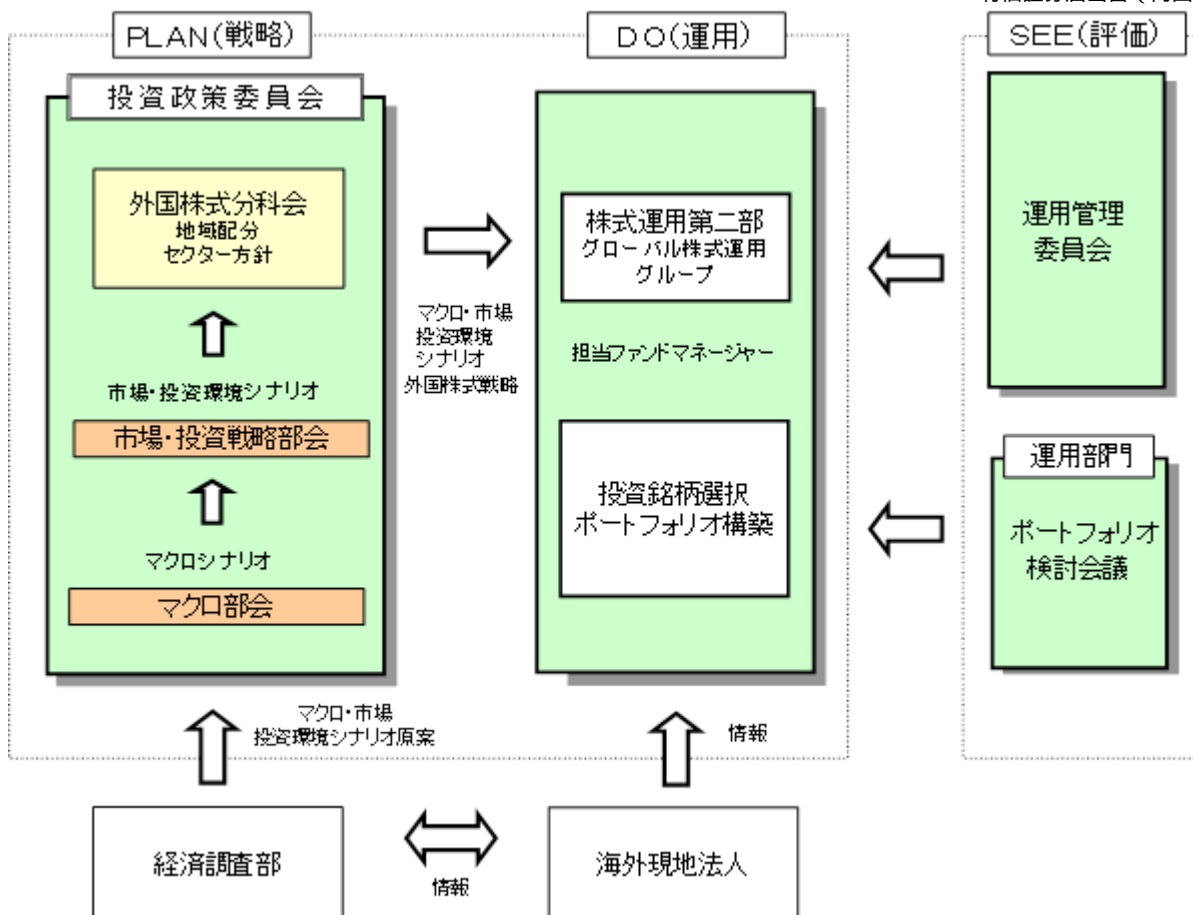 PLAN(戦略)
投資政策委員会
外国株式分科会
地域配分
セクター方針
市場・投資環境シナリオ
市場・投資戦略部会
マクロシナリオ
マクロ部会
マクロ・市場
投資環境
シナリオ
外国株式戦略
DO(運用)
株式運用第二部
グローバル株式運用
グループ
担当ファンドマネージャー
投資銘柄選択
ポートフォリオ構築
SEE(評価)
運用管理
委員会
運用部門
ポートフォリオ
検討会議
マクロ・市場
投資環境シナリオ原案
情報
経済調査部
情報
海外現地法人